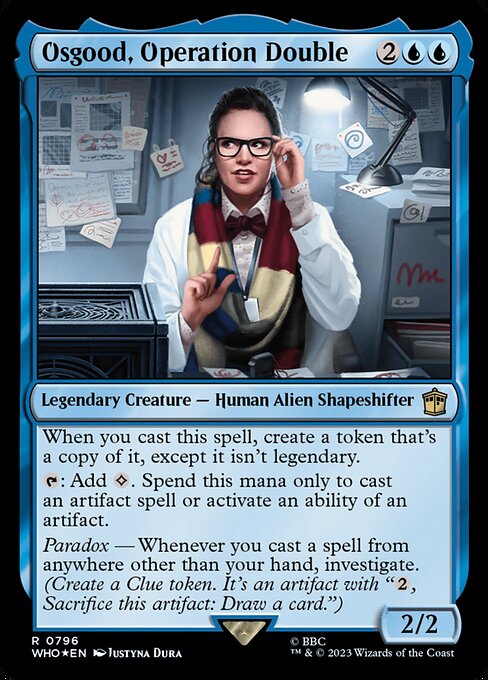 Osgood, Operation Double 2
Legendary Creature — Human Alien Shapeshifter
When you cast this spell, create a token that's
a copy of it, except it isn't legendary.
: Add . Spend this mana only to cast
an artifact spell or activate an ability of an
artifact.
Paradox — Whenever you cast a spell from
anywhere other than your hand, investigate.
(Create a Clue token. It's an artifact with “2,
Sacrifice this artifact: Draw a card.”)
2/2
R 0796
WHO★EN Justyna Dura
© BBC
™ & © 2023 Wizards of the Coast